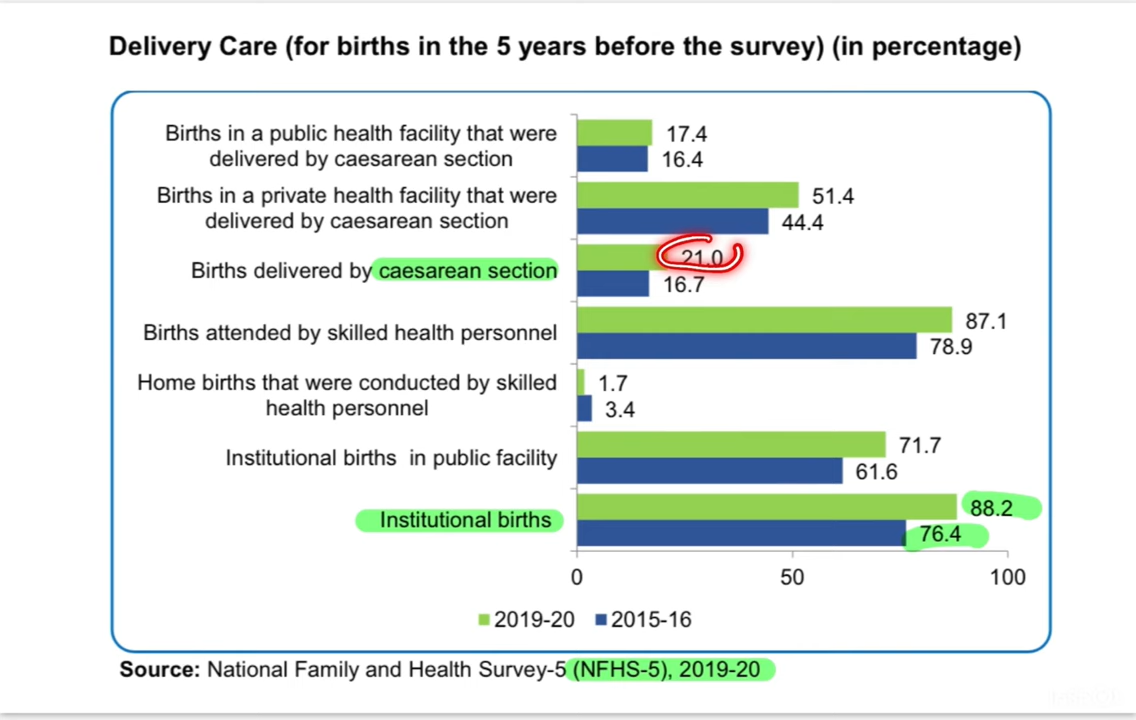 Delivery Care (for births in the 5 years before the survey) (in percentage)
Births in a public health facility that were
delivered by caesarean section
17.4
16.4
Births in a private health facility that were
delivered by caesarean section
51.4
44.4
Births delivered by caesarean section
21.0
16.7
Births attended by skilled health personnel
87.1
78.9
Home births that were conducted by skilled
health personnel
1.7
3.4
Institutional births in public facility
71.7
61.6
Institutional births
88.2
76.4
0 50 100
2019-20 2015-16
Source: National Family and Health Survey-5 (NFHS-5), 2019-20